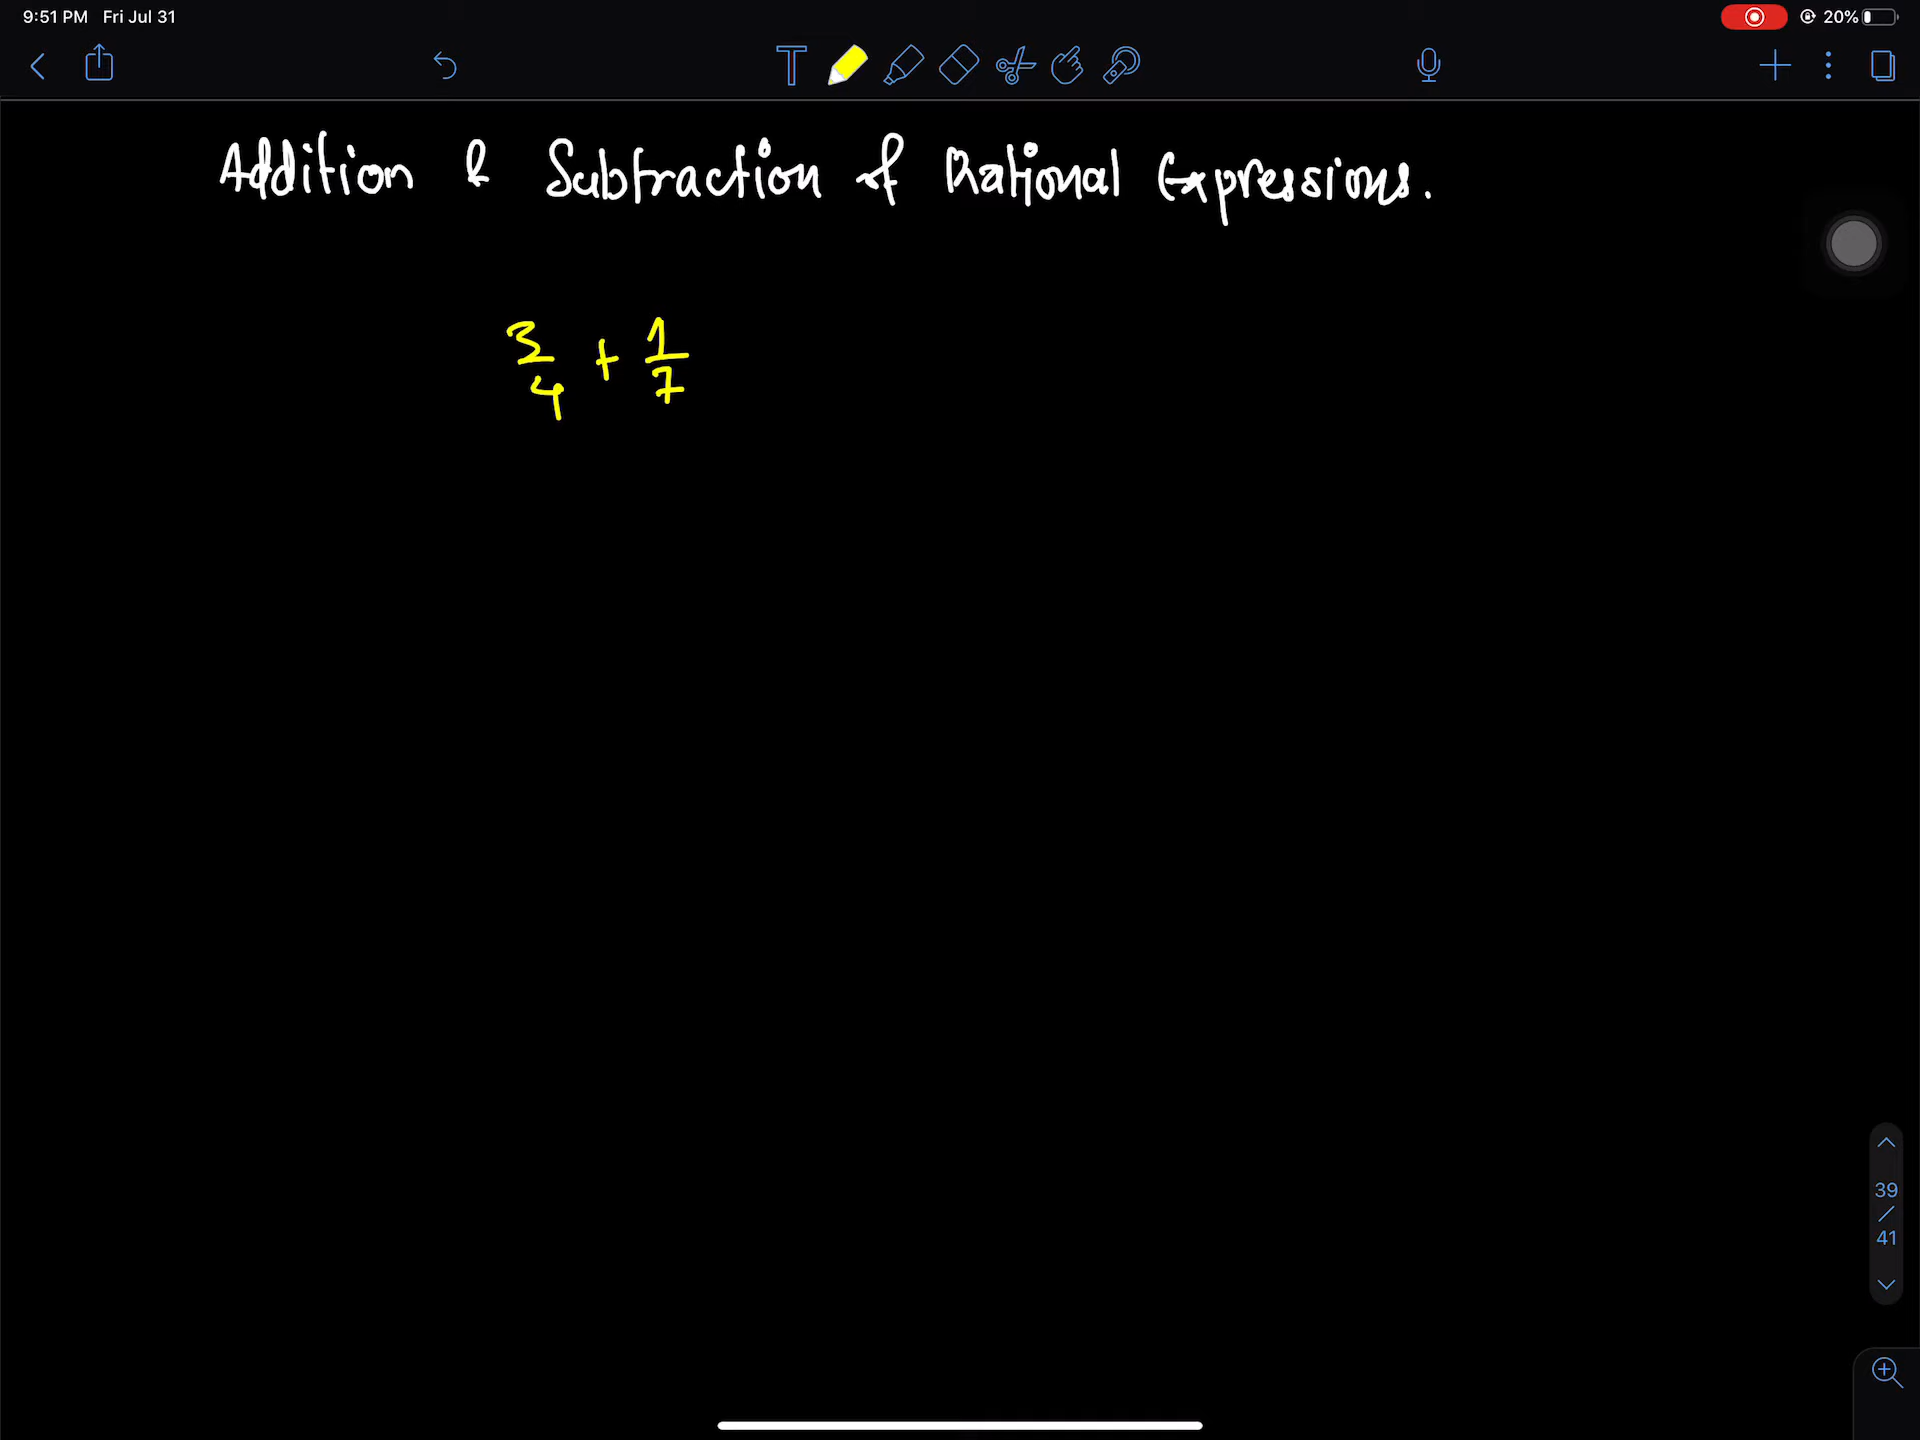 9:51 PM Fri Jul 31 20%
T
Addition & Subtraction of Rational Expressions.
3/4 + 1/7
39
/
41